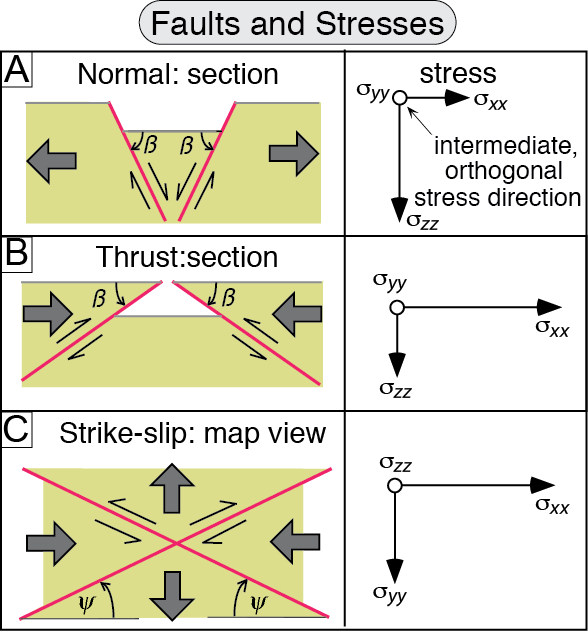 Faults and Stresses
A
Normal: section
β
β
stress
σyy
σxx
intermediate,
orthogonal
stress direction
σzz
B
Thrust:section
β
β
σyy
σxx
σzz
C
Strike-slip: map view
ψ
ψ
σzz
σxx
σyy